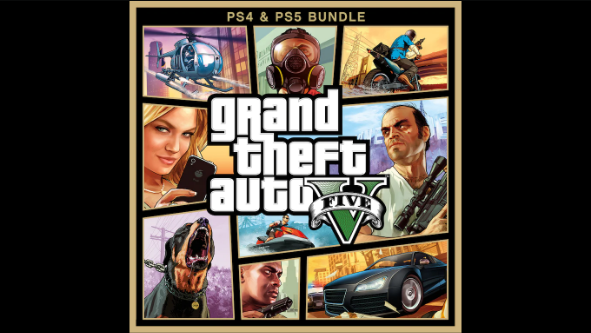 PS4 & PS5 BUNDLE
grand
theft
auto V
FIVE